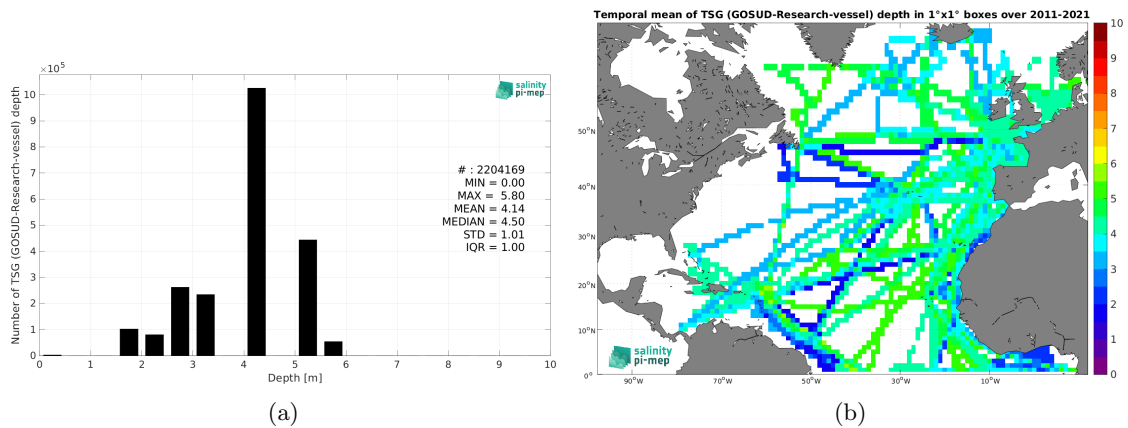 ×10⁵
Number of TSG (GOSUD-Research-vessel) depth
10
9
8
7
6
5
4
3
2
1
0
0 1 2 3 4 5 6 7 8 9 10
Depth [m]
salinity
pi-mep
# : 2204169
MIN = 0.00
MAX = 5.80
MEAN = 4.14
MEDIAN = 4.50
STD = 1.01
IQR = 1.00
(a)
Temporal mean of TSG (GOSUD-Research-vessel) depth in 1°x1° boxes over 2011-2021
50°N
40°N
30°N
20°N
10°N
0°
90°W 70°W 50°W 30°W 10°W
salinity
pi-mep
10
9
8
7
6
5
4
3
2
1
0
(b)